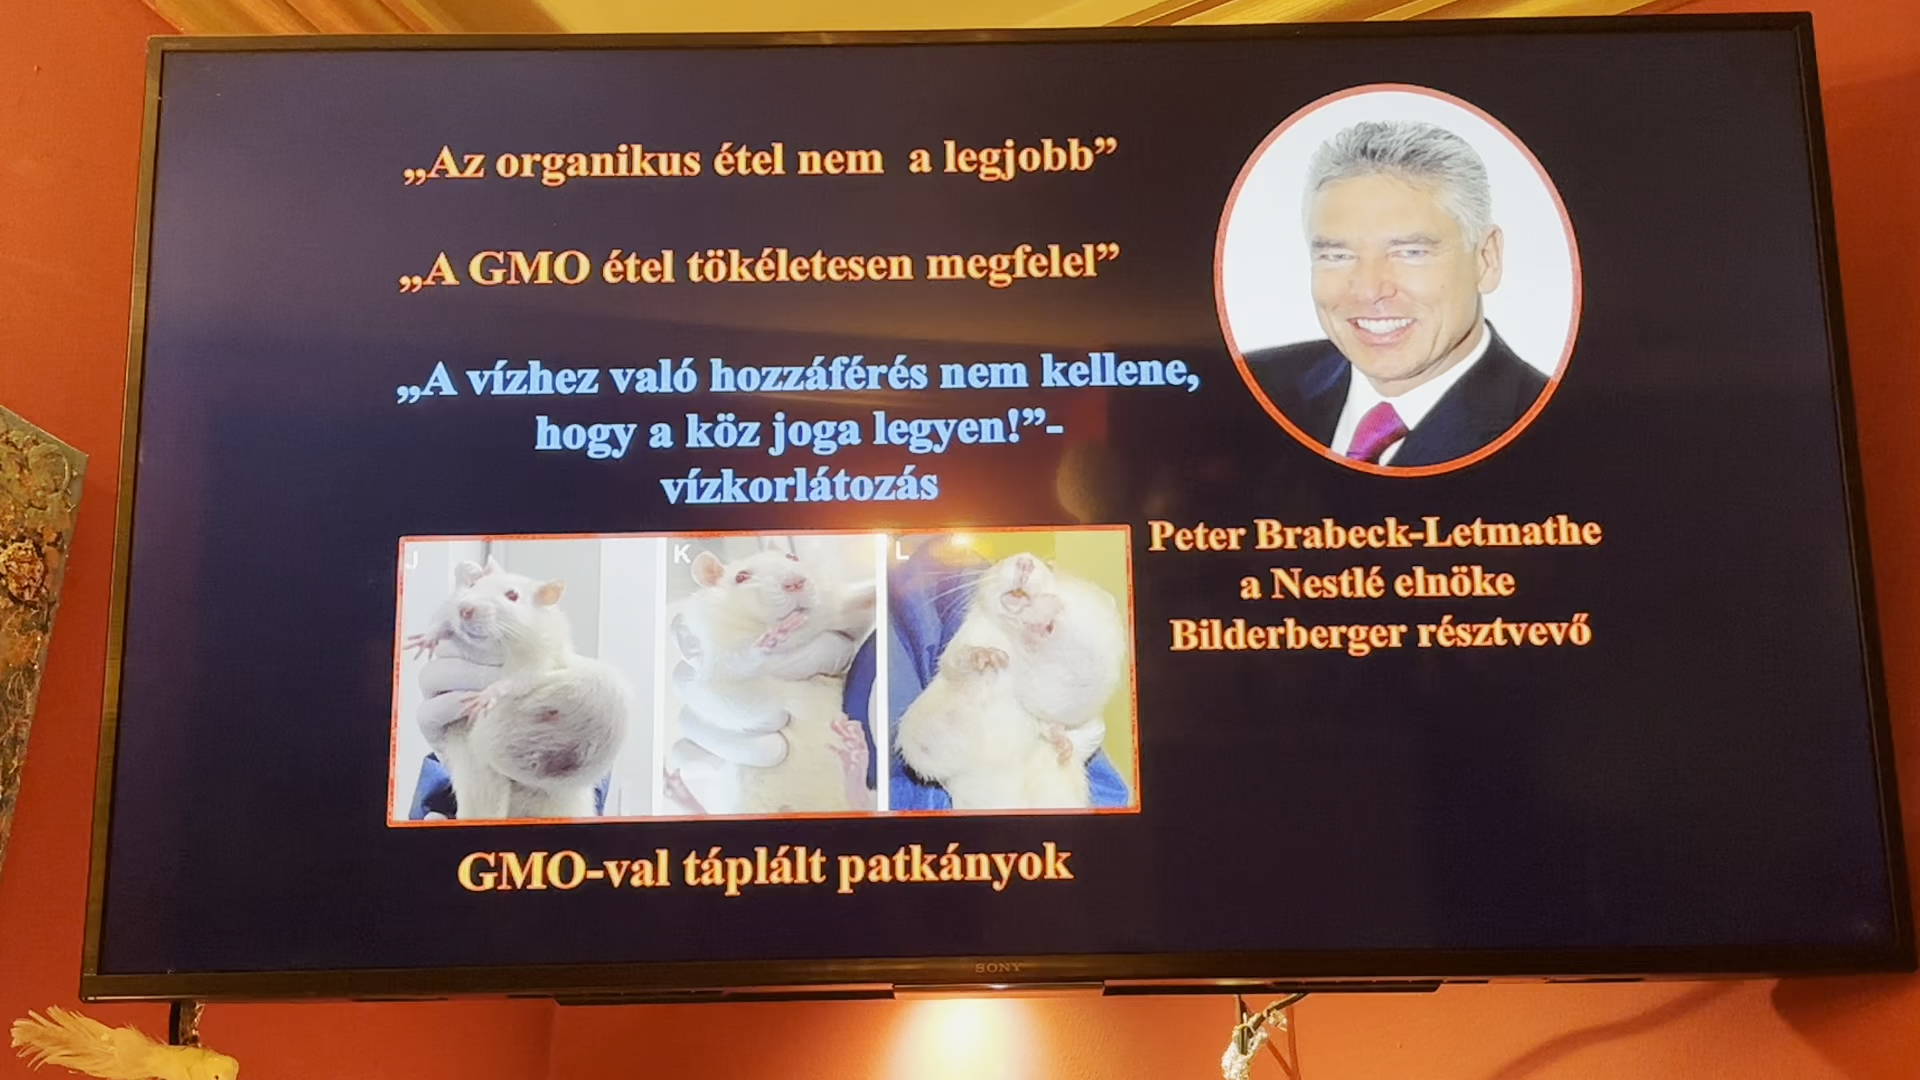 „Az organikus étel nem a legjobb”
„A GMO étel tökéletesen megfelel”
„A vízhez való hozzáférés nem kellene,
hogy a köz joga legyen!”-
vízkorlátozás
Peter Brabeck-Letmathe
a Nestlé elnöke
Bilderberger résztvevő
J
K
L
GMO-val táplált patkányok
SONY